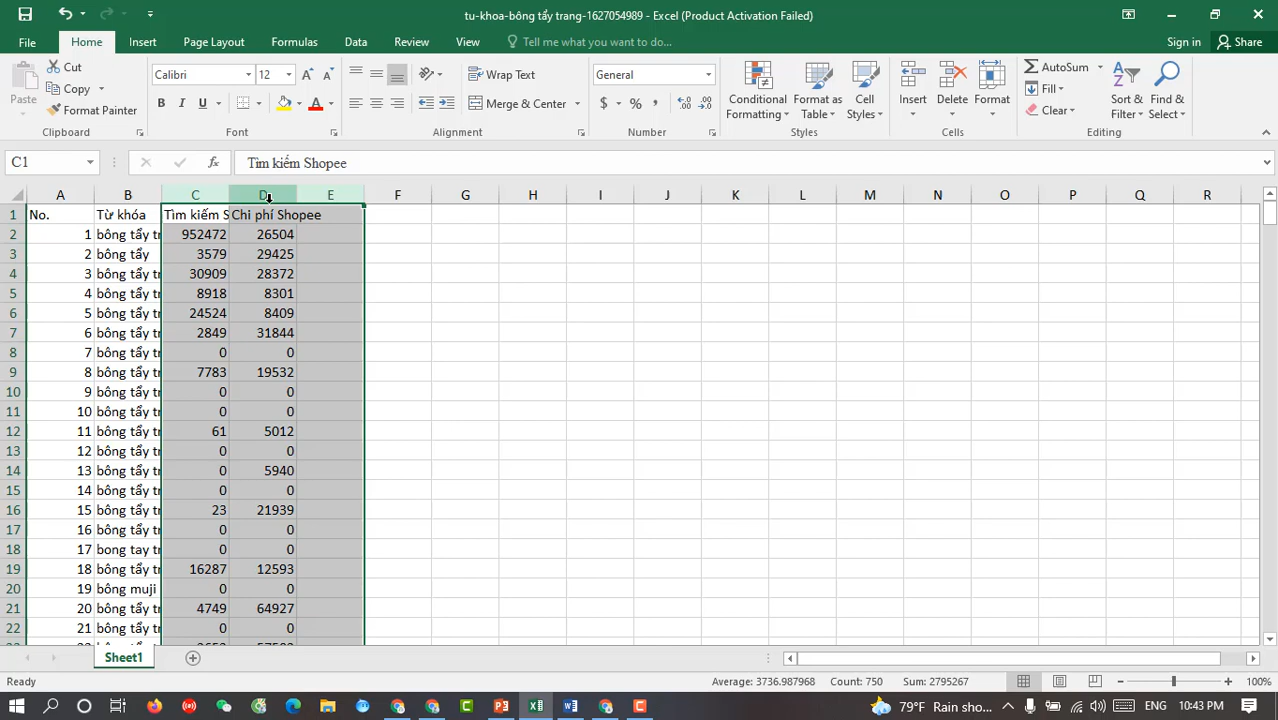 tu-khoa-bông tẩy trang-1627054989 - Excel (Product Activation Failed)
File Home Insert Page Layout Formulas Data Review View Tell me what you want to do... Sign in Share
Cut
Copy
Format Painter
Paste
Clipboard
Calibri 12
B I U
Font
Wrap Text
Merge & Center
Alignment
General
$ % ,
Number
Conditional Formatting
Format as Table
Cell Styles
Styles
Insert
Delete
Format
Cells
AutoSum
Fill
Clear
Sort & Filter
Find & Select
Editing
C1 fx Tìm kiếm Shopee
A B C D E F G H I J K L M N O P Q R
1 No. Từ khóa Tìm kiếm S Chi phí Shopee
2 1 bông tẩy tr 952472 26504
3 2 bông tẩy 3579 29425
4 3 bông tẩy tr 30909 28372
5 4 bông tẩy tr 8918 8301
6 5 bông tẩy tr 24524 8409
7 6 bông tẩy tr 2849 31844
8 7 bông tẩy tr 0 0
9 8 bông tẩy tr 7783 19532
10 9 bông tẩy tr 0 0
11 10 bông tẩy tr 0 0
12 11 bông tẩy tr 61 5012
13 12 bông tẩy tr 0 0
14 13 bông tẩy tr 0 5940
15 14 bông tẩy tr 0 0
16 15 bông tẩy tr 23 21939
17 16 bông tẩy tr 0 0
18 17 bong tay tr 0 0
19 18 bông tẩy tr 16287 12593
20 19 bông muji 0 0
21 20 bông tẩy tr 4749 64927
22 21 bông tẩy tr 0 0
Sheet1
Ready Average: 3736.987968 Count: 750 Sum: 2795267 100%
79°F Rain sho... ENG 10:43 PM